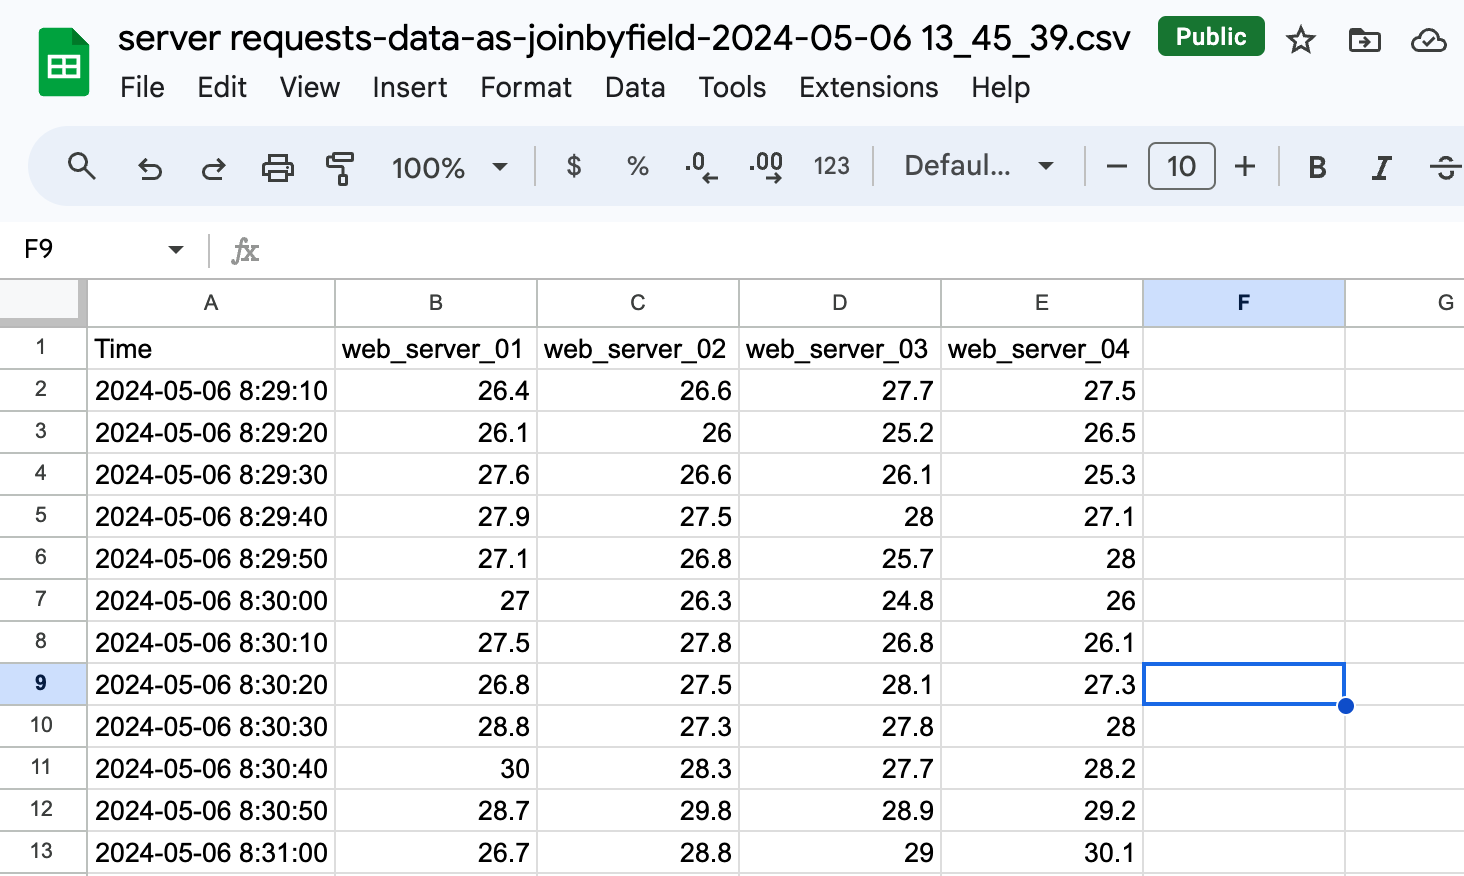 server requests-data-as-joinbyfield-2024-05-06 13_45_39.csv Public
File Edit View Insert Format Data Tools Extensions Help
100% $ % .0 .00 123 Defaul... − 10 + B I S
F9 fx
A B C D E F G
1 Time web_server_01 web_server_02 web_server_03 web_server_04
2 2024-05-06 8:29:10 26.4 26.6 27.7 27.5
3 2024-05-06 8:29:20 26.1 26 25.2 26.5
4 2024-05-06 8:29:30 27.6 26.6 26.1 25.3
5 2024-05-06 8:29:40 27.9 27.5 28 27.1
6 2024-05-06 8:29:50 27.1 26.8 25.7 28
7 2024-05-06 8:30:00 27 26.3 24.8 26
8 2024-05-06 8:30:10 27.5 27.8 26.8 26.1
9 2024-05-06 8:30:20 26.8 27.5 28.1 27.3
10 2024-05-06 8:30:30 28.8 27.3 27.8 28
11 2024-05-06 8:30:40 30 28.3 27.7 28.2
12 2024-05-06 8:30:50 28.7 29.8 28.9 29.2
13 2024-05-06 8:31:00 26.7 28.8 29 30.1